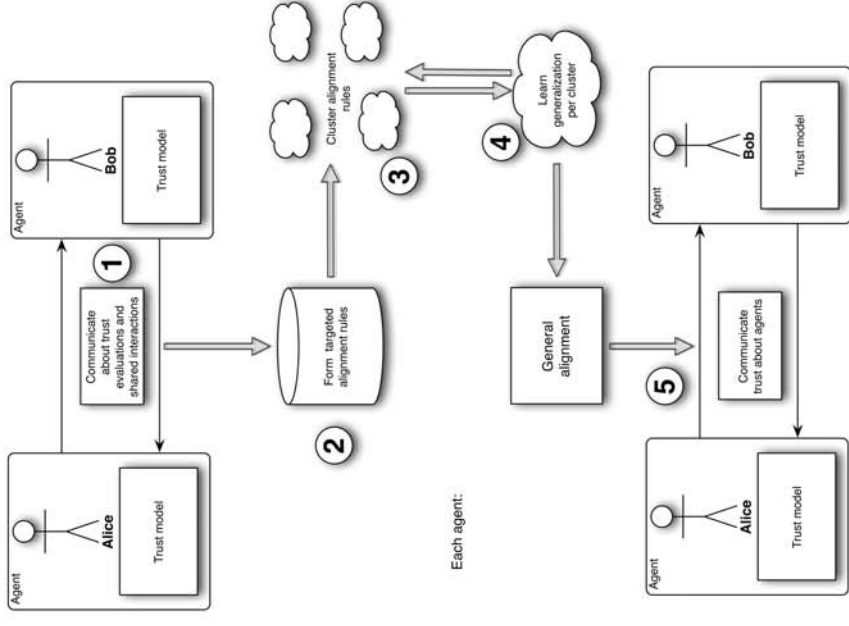 Agent
Alice
Trust model
Communicate
about trust
evaluations and
shared interactions
1
Agent
Bob
Trust model
2
Form targeted
alignment rules
Cluster alignment
rules
3
Each agent:
4
Learn
generalization
per cluster
General
alignment
5
Agent
Alice
Trust model
Communicate
trust about agents
Agent
Bob
Trust model